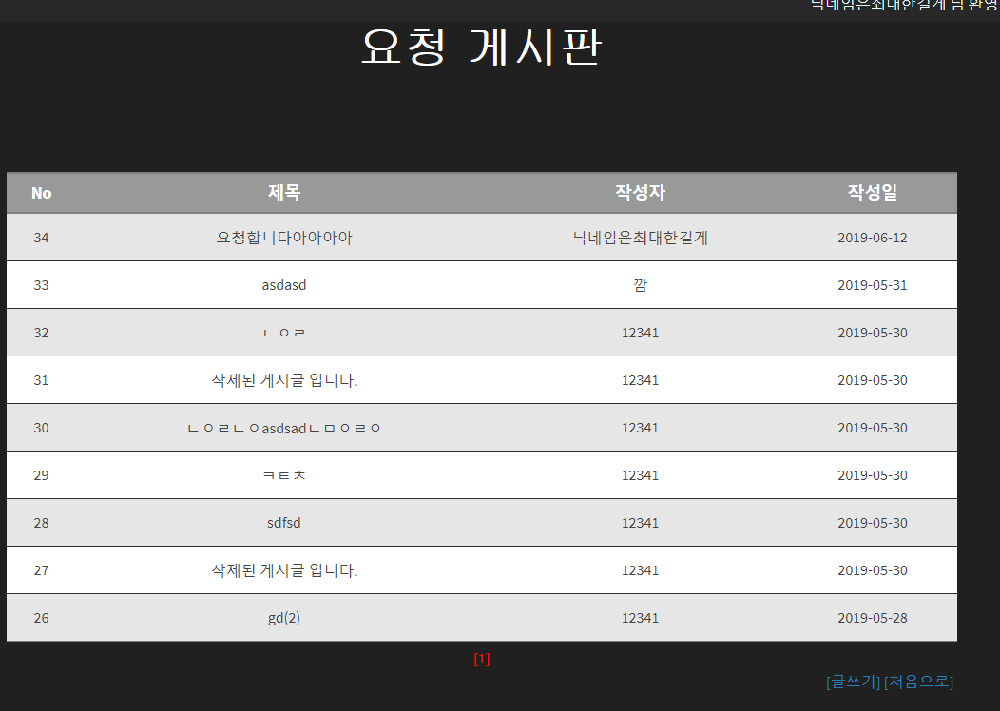 닉네임은최대한길게 님 환영
요청 게시판
No 제목 작성자 작성일
34 요청합니다아아아아 닉네임은최대한길게 2019-06-12
33 asdasd 깜 2019-05-31
32 ㄴㅇㄹ 12341 2019-05-30
31 삭제된 게시글 입니다. 12341 2019-05-30
30 ㄴㅇㄹㄴㅇasdsadㄴㅁㅇㄹㅇ 12341 2019-05-30
29 ㅋㅌㅊ 12341 2019-05-30
28 sdfsd 12341 2019-05-30
27 삭제된 게시글 입니다. 12341 2019-05-30
26 gd(2) 12341 2019-05-28
[1]
[글쓰기] [처음으로]